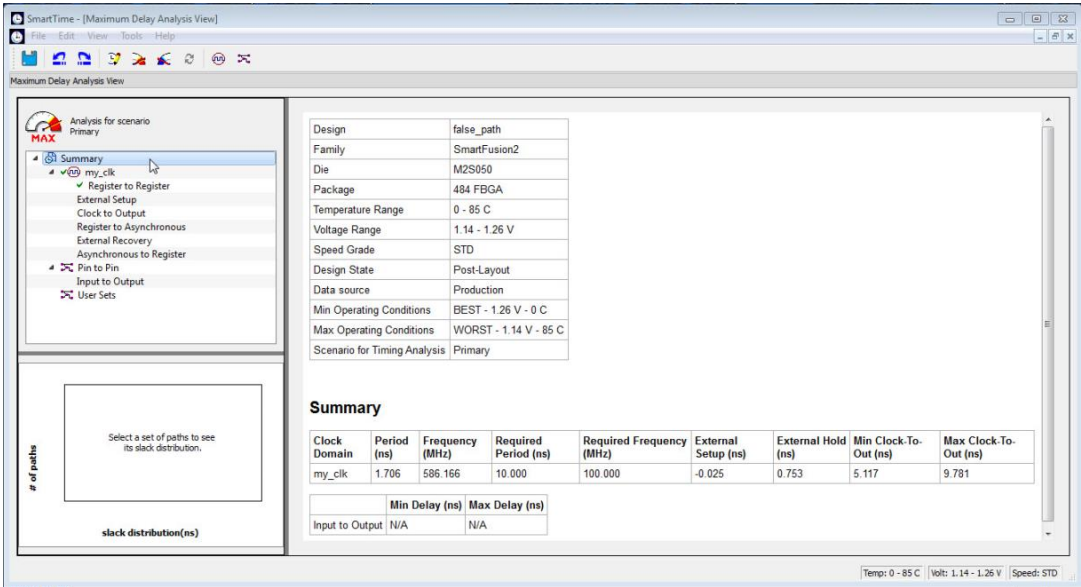 SmartTime - [Maximum Delay Analysis View]
File Edit View Tools Help
Maximum Delay Analysis View
MAX
Analysis for scenario
Primary
Summary
my_clk
Register to Register
External Setup
Clock to Output
Register to Asynchronous
External Recovery
Asynchronous to Register
Pin to Pin
Input to Output
User Sets
# of paths
Select a set of paths to see
its slack distribution.
slack distribution(ns)
Design false_path
Family SmartFusion2
Die M2S050
Package 484 FBGA
Temperature Range 0 - 85 C
Voltage Range 1.14 - 1.26 V
Speed Grade STD
Design State Post-Layout
Data source Production
Min Operating Conditions BEST - 1.26 V - 0 C
Max Operating Conditions WORST - 1.14 V - 85 C
Scenario for Timing Analysis Primary
Summary
Clock Domain Period (ns) Frequency (MHz) Required Period (ns) Required Frequency (MHz) External Setup (ns) External Hold (ns) Min Clock-To-Out (ns) Max Clock-To-Out (ns)
my_clk 1.706 586.166 10.000 100.000 -0.025 0.753 5.117 9.781
Min Delay (ns) Max Delay (ns)
Input to Output N/A N/A
Temp: 0 - 85 C Volt: 1.14 - 1.26 V Speed: STD